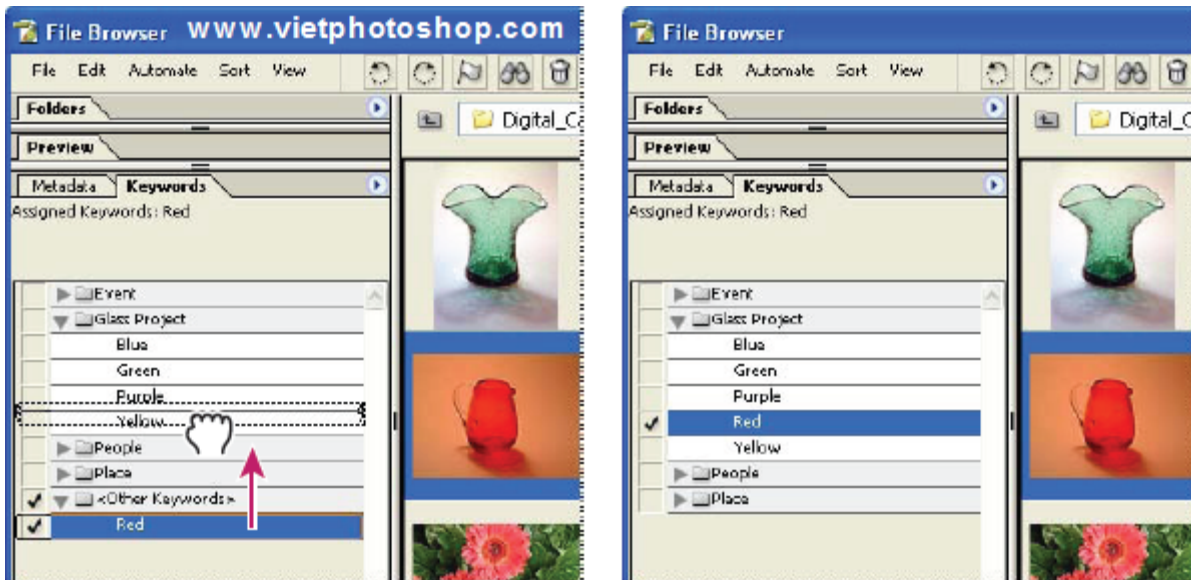 File Browser www.vietphotoshop.com
File Edit Automate Sort View
Folders
Digital_Ca
Preview
Metadata Keywords
Assigned Keywords: Red
Event
Glass Project
Blue
Green
Purple
Yellow
People
Place
<Other Keywords>
Red
File Browser
File Edit Automate Sort View
Folders
Digital_C
Preview
Metadata Keywords
Assigned Keywords: Red
Event
Glass Project
Blue
Green
Purple
Red
Yellow
People
Place